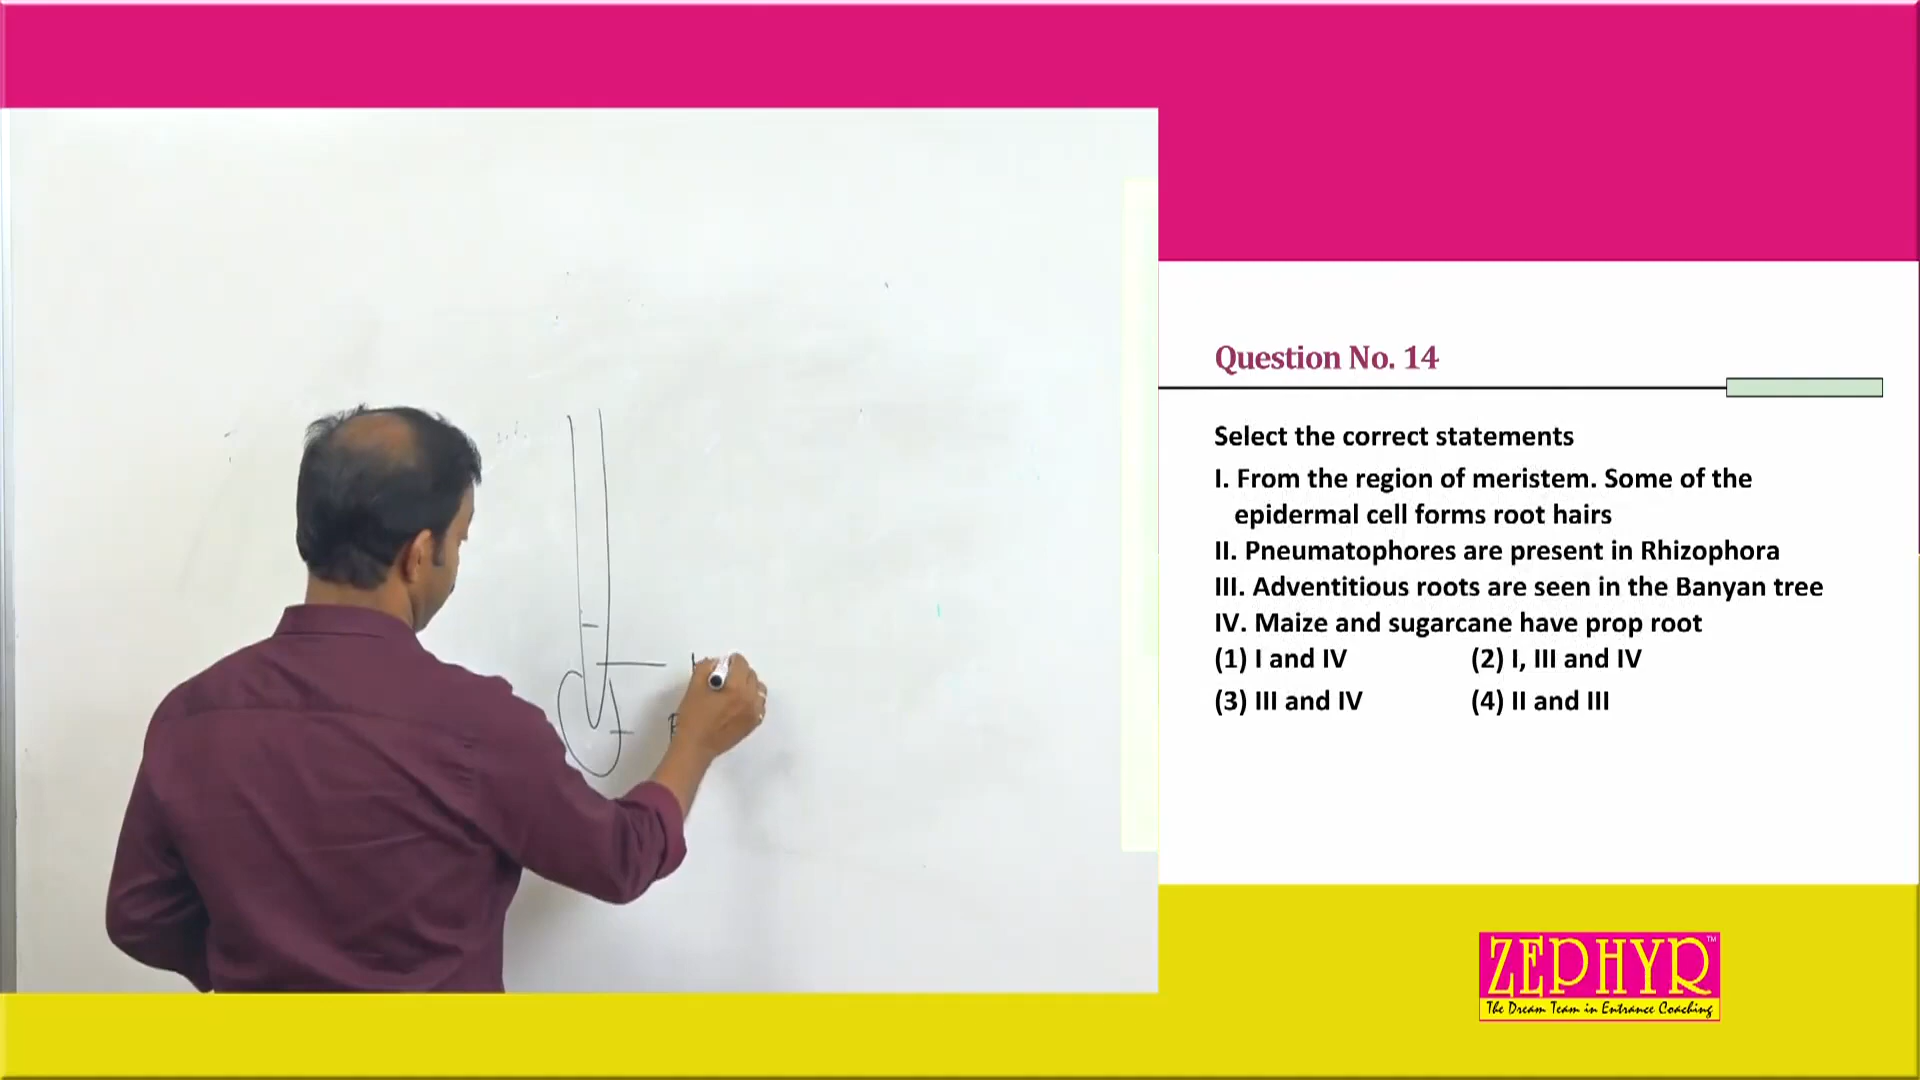 Question No. 14
Select the correct statements
I. From the region of meristem. Some of the
epidermal cell forms root hairs
II. Pneumatophores are present in Rhizophora
III. Adventitious roots are seen in the Banyan tree
IV. Maize and sugarcane have prop root
(1) I and IV (2) I, III and IV
(3) III and IV (4) II and III
ZEPHYR™
The Dream Team in Entrance Coaching